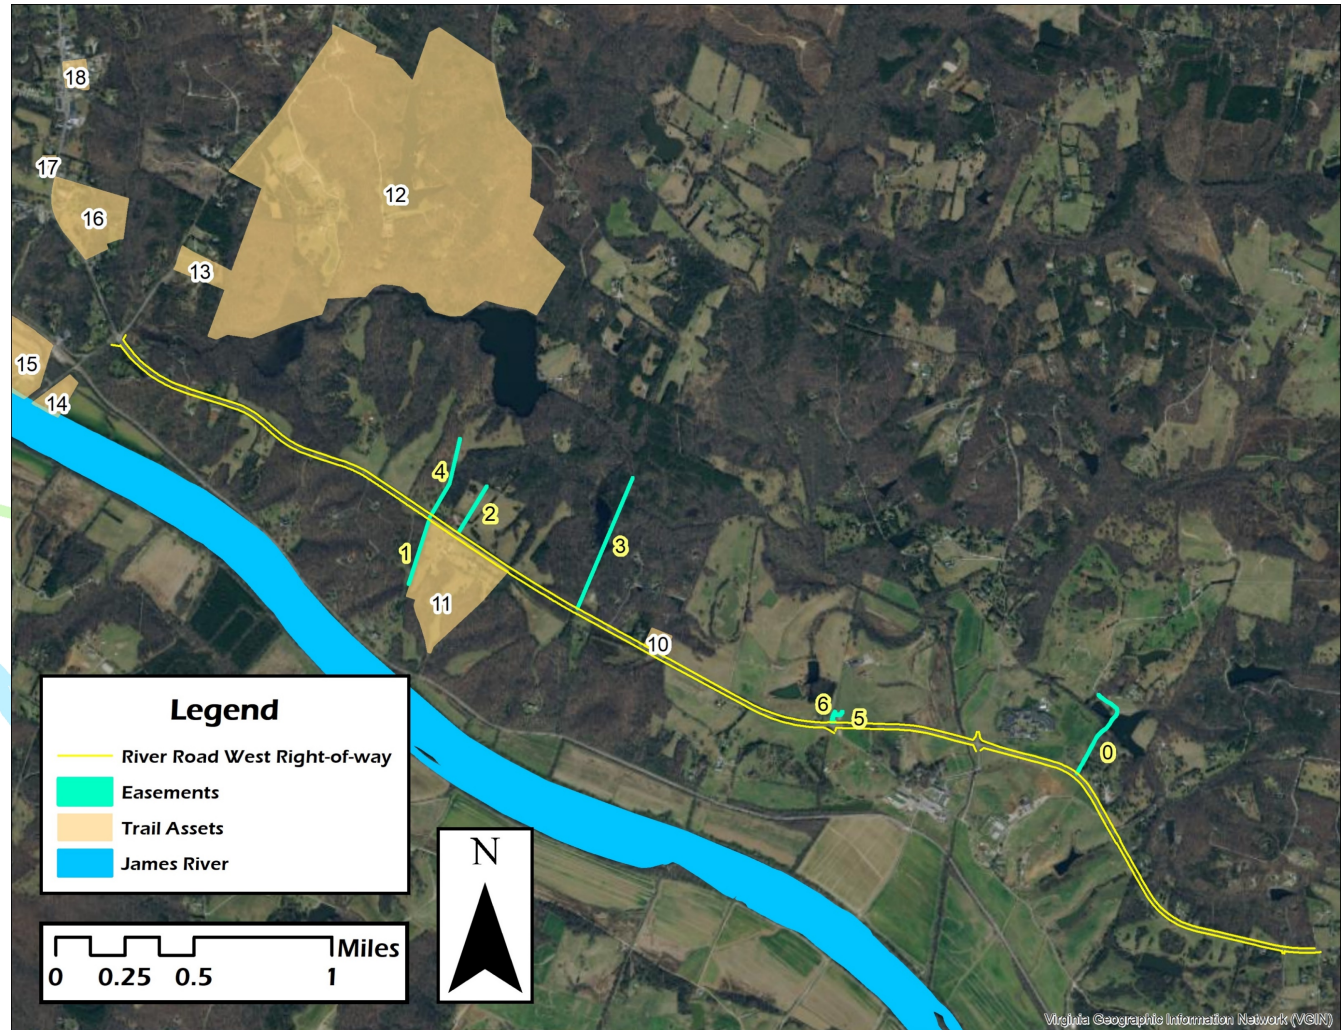 18
12
17
16
13
15
14
4
2
3
1
11
10
6
5
0
Legend
River Road West Right-of-way
Easements
Trail Assets
James River
N
Miles
0 0.25 0.5 1
Virginia Geographic Information Network (VGIN)